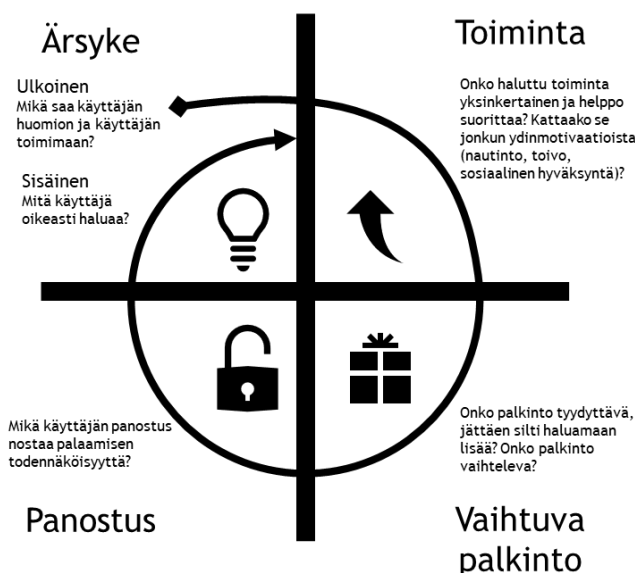 Ärsyke
Ulkoinen
Mikä saa käyttäjän
huomion ja käyttäjän
toimimaan?
Sisäinen
Mitä käyttäjä
oikeasti haluaa?
Toiminta
Onko haluttu toiminta
yksinkertainen ja helppo
suorittaa? Kattaako se
jonkun ydinmotivaatioista
(nautinto, toivo,
sosiaalinen hyväksyntä)?
Mikä käyttäjän panostus
nostaa palaamisen
todennäköisyyttä?
Panostus
Onko palkinto tyydyttävä,
jättäen silti haluamaan
lisää? Onko palkinto
vaihteleva?
Vaihtuva
palkinto